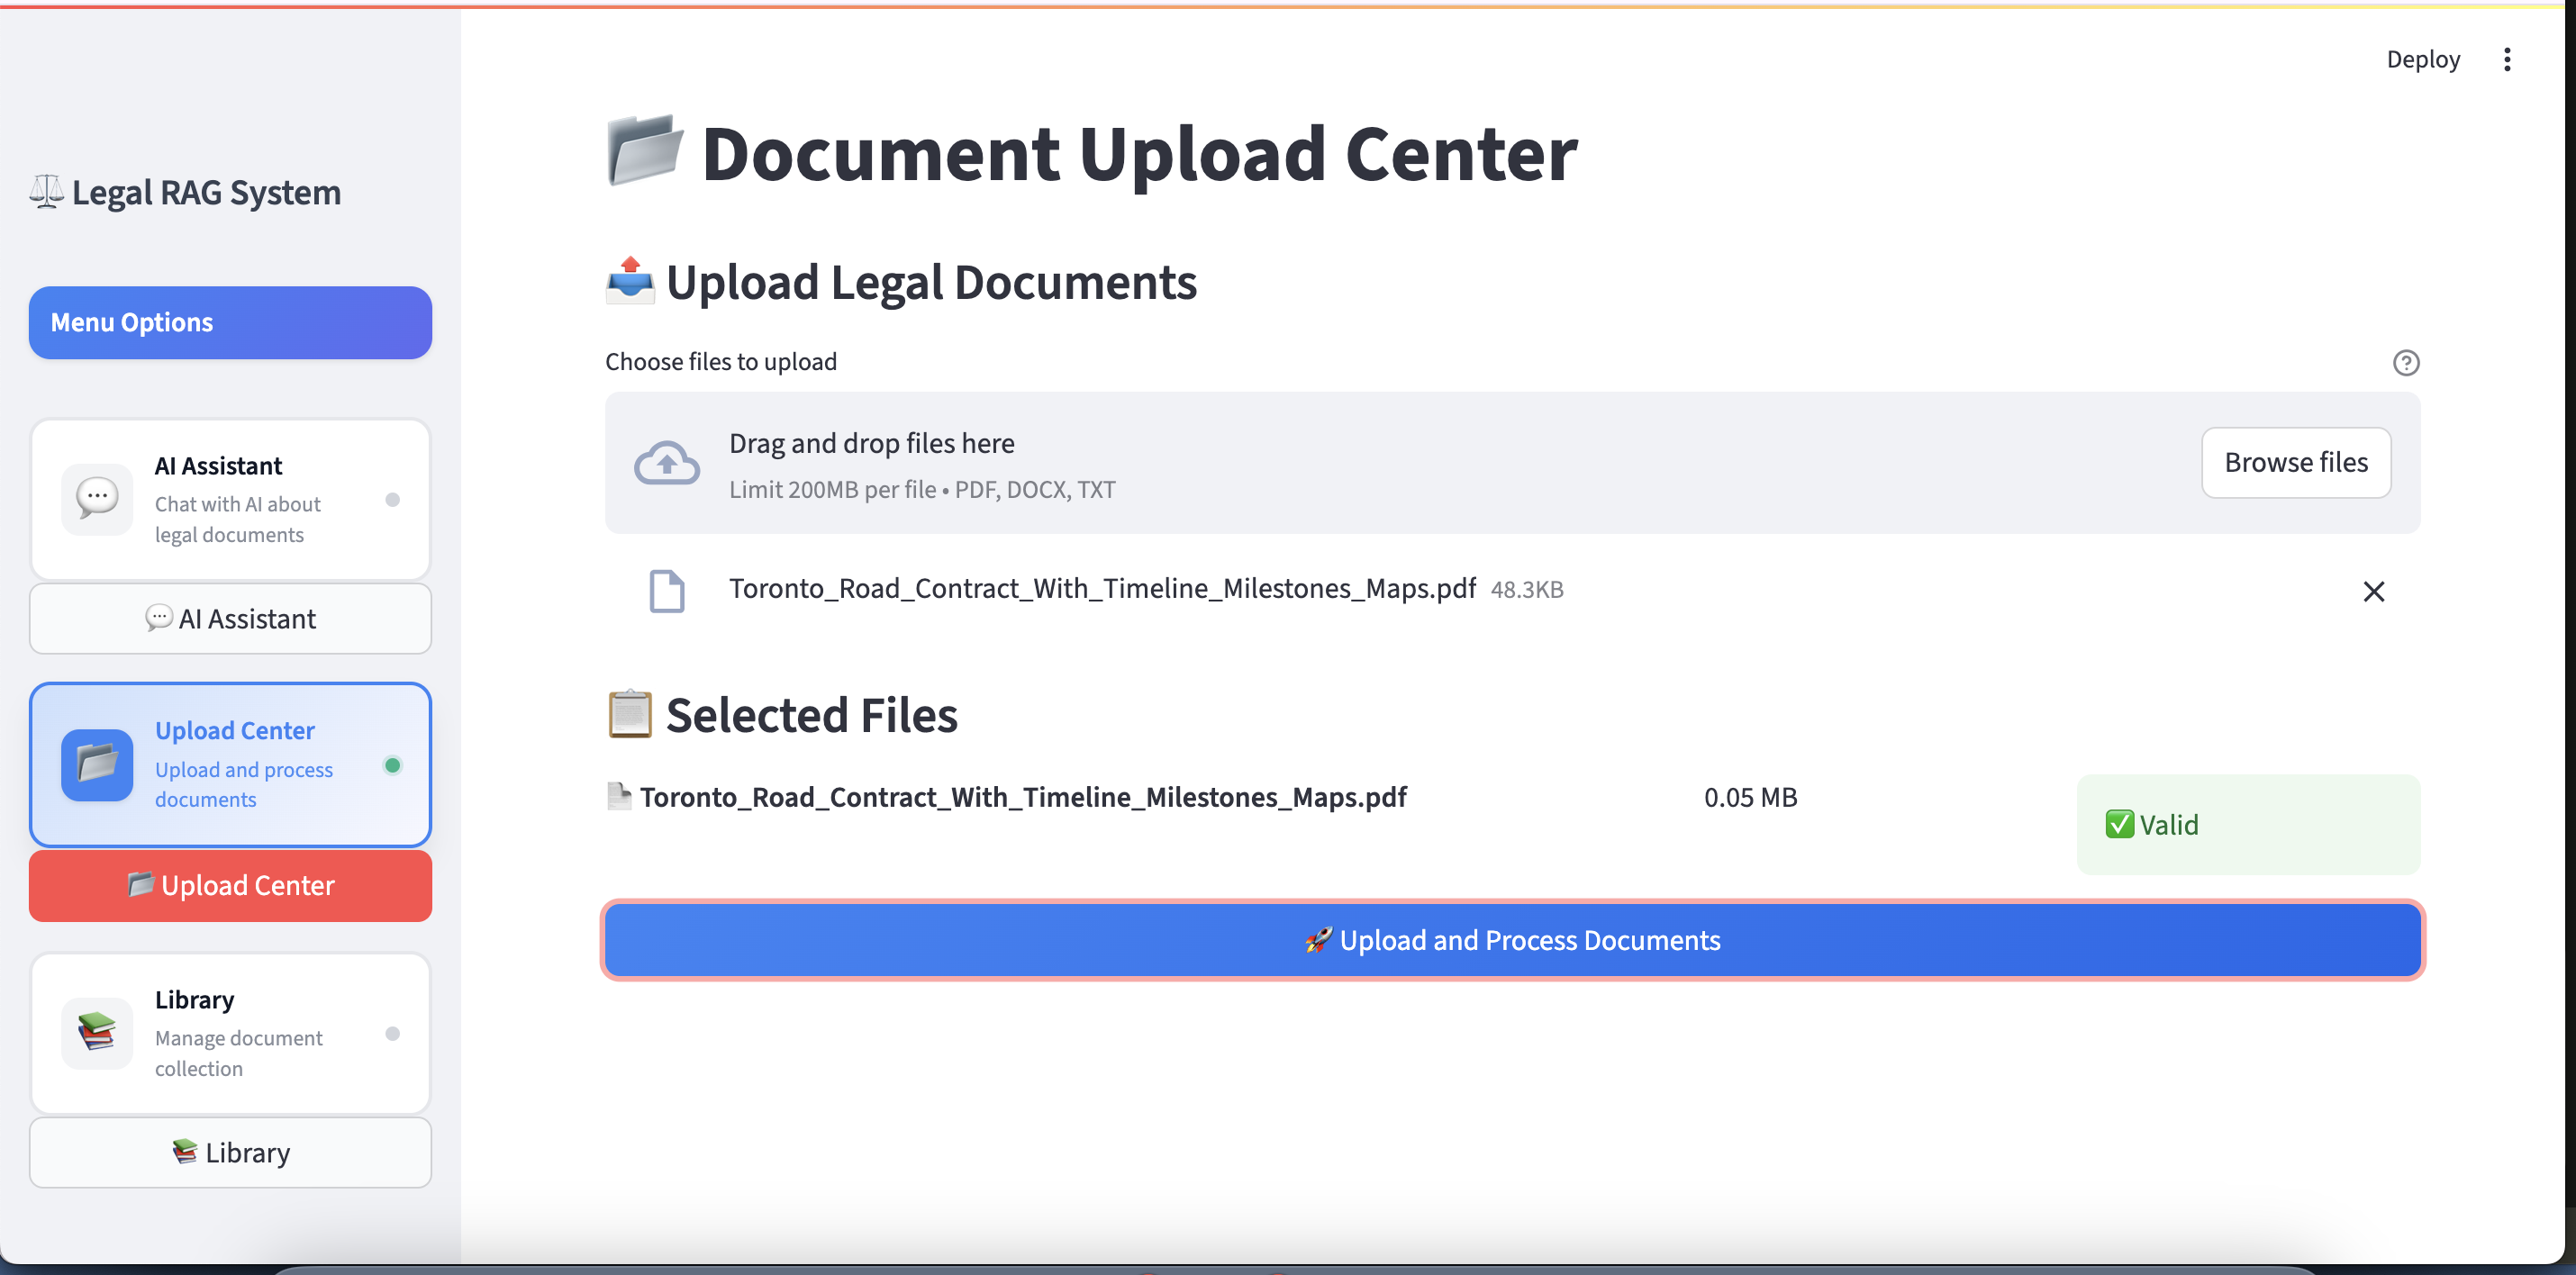 Deploy
Legal RAG System
Menu Options
AI Assistant
Chat with AI about
legal documents
AI Assistant
Upload Center
Upload and process
documents
Upload Center
Library
Manage document
collection
Library
Document Upload Center
Upload Legal Documents
Choose files to upload
Drag and drop files here
Limit 200MB per file • PDF, DOCX, TXT
Browse files
Toronto_Road_Contract_With_Timeline_Milestones_Maps.pdf 48.3KB
Selected Files
Toronto_Road_Contract_With_Timeline_Milestones_Maps.pdf 0.05 MB
Valid
Upload and Process Documents